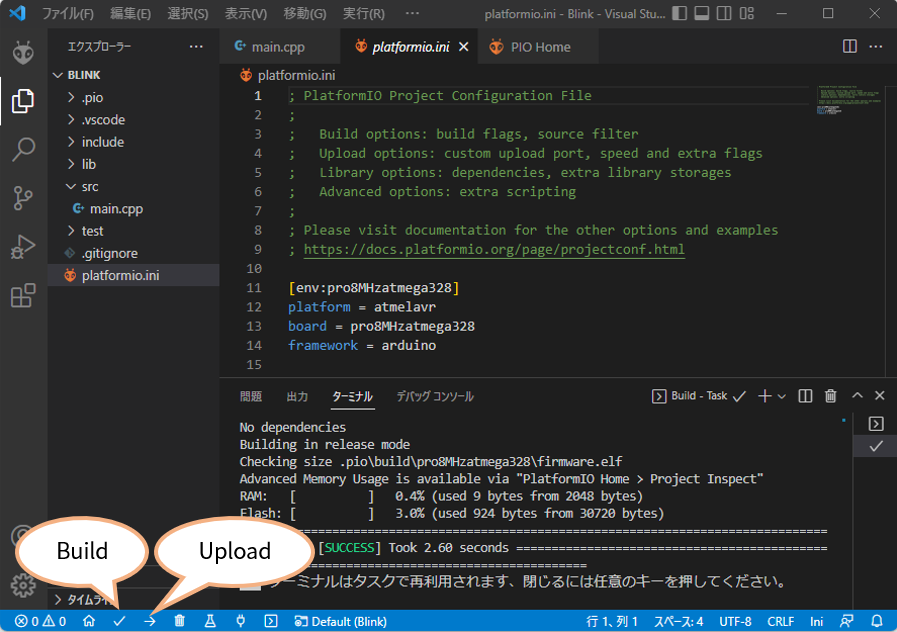 ファイル(F) 編集(E) 選択(S) 表示(V) 移動(G) 実行(R) ··· platformio.ini - Blink - Visual Stu...
エクスプローラー ···
main.cpp platformio.ini PIO Home ···
BLINK
.pio
.vscode
include
lib
src
main.cpp
test
.gitignore
platformio.ini
タイムライ
platformio.ini
1 ; PlatformIO Project Configuration File
2 ;
3 ;   Build options: build flags, source filter
4 ;   Upload options: custom upload port, speed and extra flags
5 ;   Library options: dependencies, extra library storages
6 ;   Advanced options: extra scripting
7 ;
8 ; Please visit documentation for the other options and examples
9 ; https://docs.platformio.org/page/projectconf.html
10
11 [env:pro8MHzatmega328]
12 platform = atmelavr
13 board = pro8MHzatmega328
14 framework = arduino
15
問題 出力 ターミナル デバッグ コンソール Build - Task
No dependencies
Building in release mode
Checking size .pio\build\pro8MHzatmega328\firmware.elf
Advanced Memory Usage is available via "PlatformIO Home > Project Inspect"
RAM:   [          ]   0.4% (used 9 bytes from 2048 bytes)
Flash: [          ]   3.0% (used 924 bytes from 30720 bytes)
[SUCCESS] Took 2.60 seconds
ターミナルはタスクで再利用されます、閉じるには任意のキーを押してください。
Build
Upload
0 0 Default (Blink) 行 1、列 1 スペース: 4 UTF-8 CRLF Ini